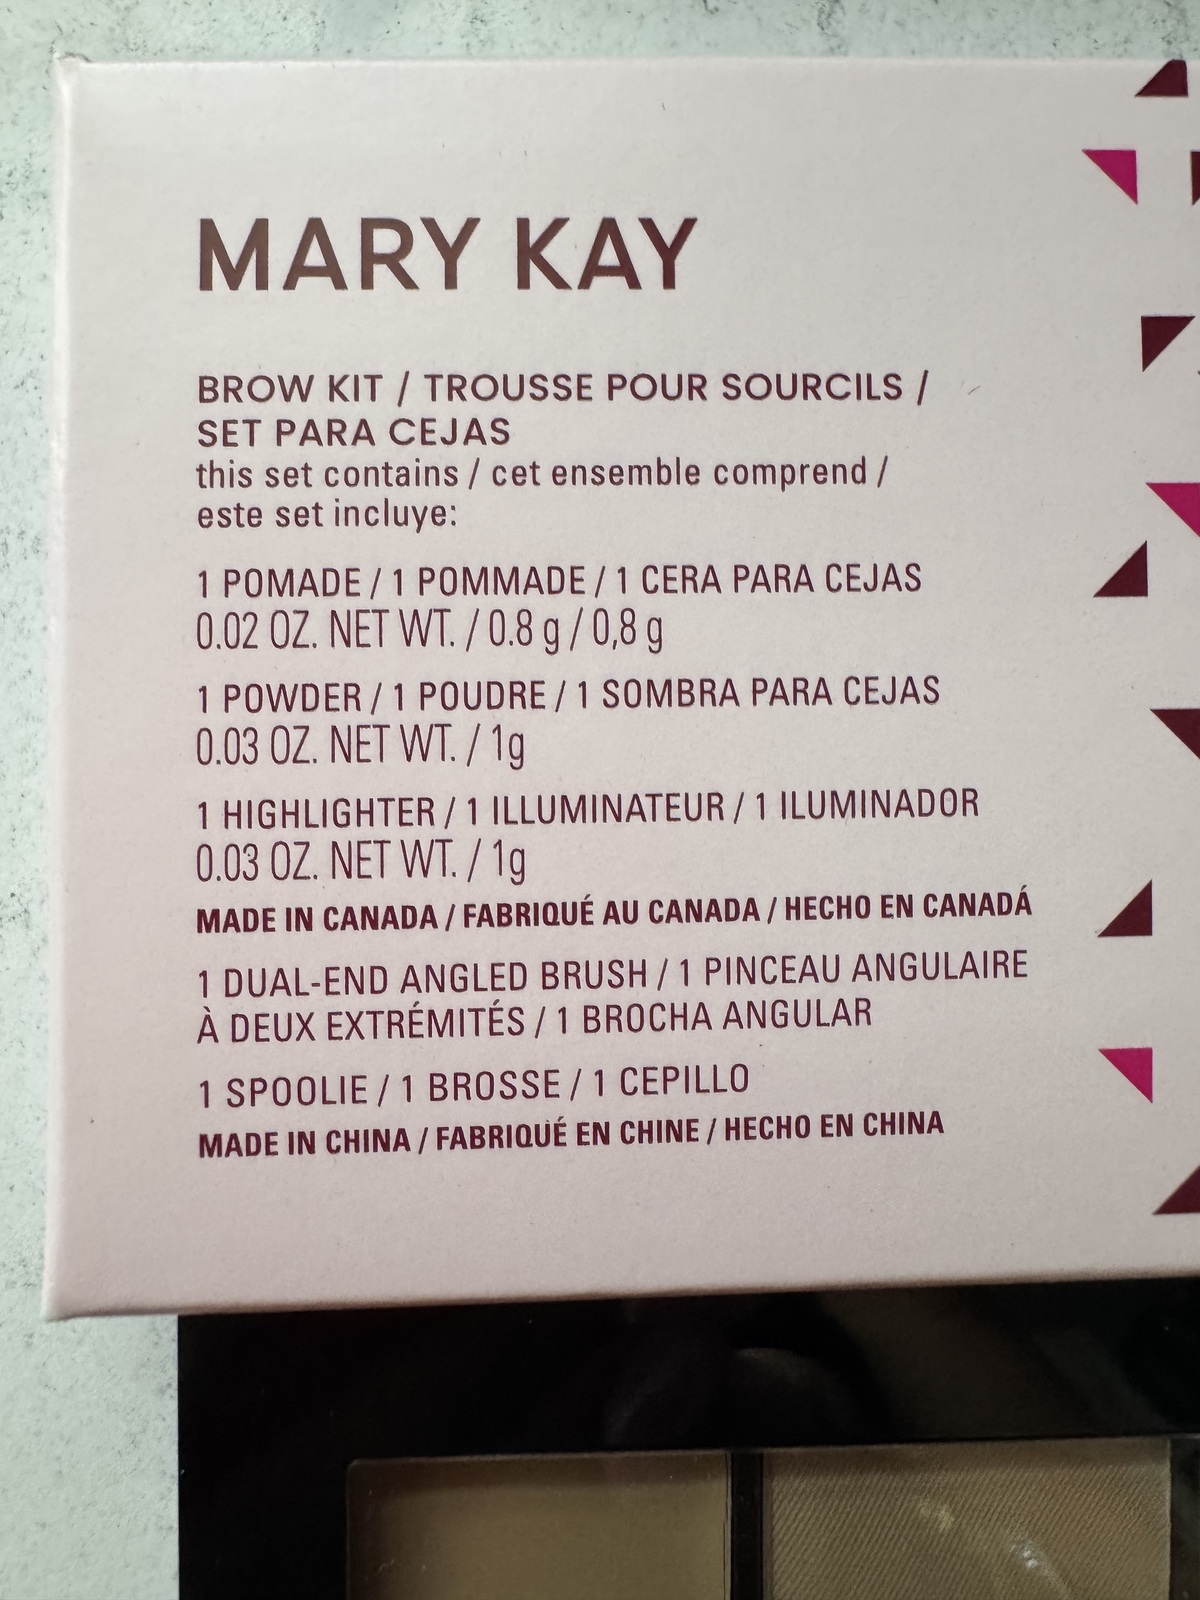 MARY KAY
BROW KIT / TROUSSE POUR SOURCILS /
SET PARA CEJAS
this set contains / cet ensemble comprend /
este set incluye:
1 POMADE / 1 POMMADE / 1 CERA PARA CEJAS
0.02 OZ. NET WT. / 0.8 g / 0,8 g
1 POWDER / 1 POUDRE / 1 SOMBRA PARA CEJAS
0.03 OZ. NET WT. / 1g
1 HIGHLIGHTER / 1 ILLUMINATEUR / 1 ILUMINADOR
0.03 OZ. NET WT. / 1g
MADE IN CANADA / FABRIQUÉ AU CANADA / HECHO EN CANADÁ
1 DUAL-END ANGLED BRUSH / 1 PINCEAU ANGULAIRE
À DEUX EXTRÉMITÉS / 1 BROCHA ANGULAR
1 SPOOLIE / 1 BROSSE / 1 CEPILLO
MADE IN CHINA / FABRIQUÉ EN CHINE / HECHO EN CHINA